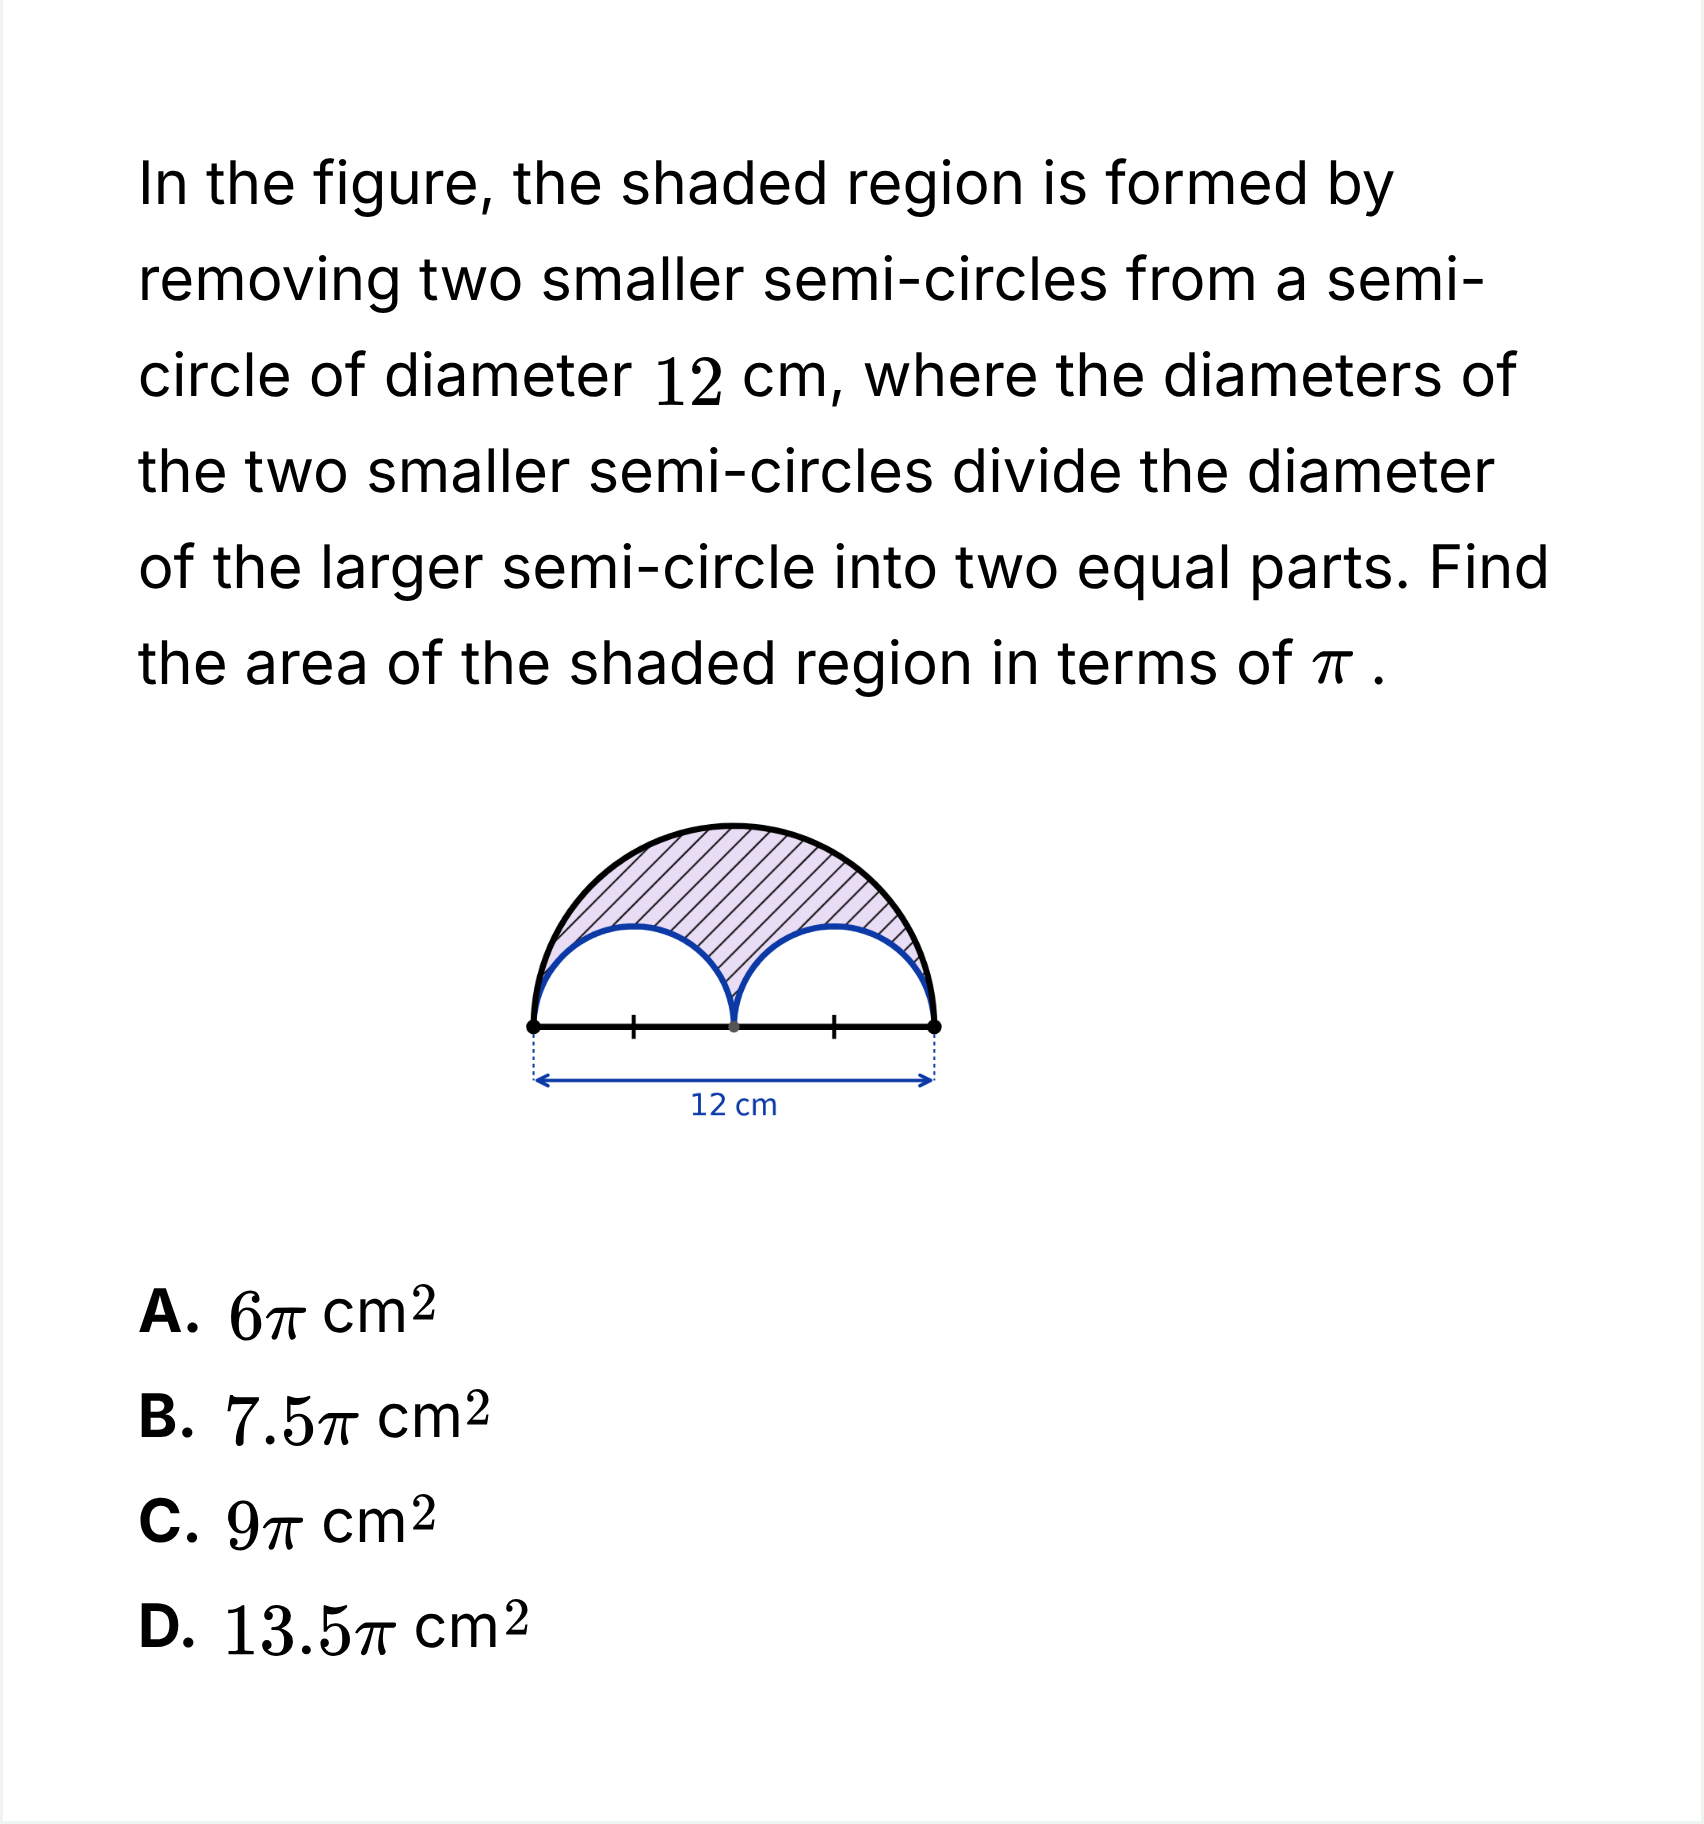 In the figure, the shaded region is formed by
removing two smaller semi-circles from a semi-
circle of diameter 12 cm, where the diameters of
the two smaller semi-circles divide the diameter
of the larger semi-circle into two equal parts. Find
the area of the shaded region in terms of π .
12 cm
A. 6π cm²
B. 7.5π cm²
C. 9π cm²
D. 13.5π cm²